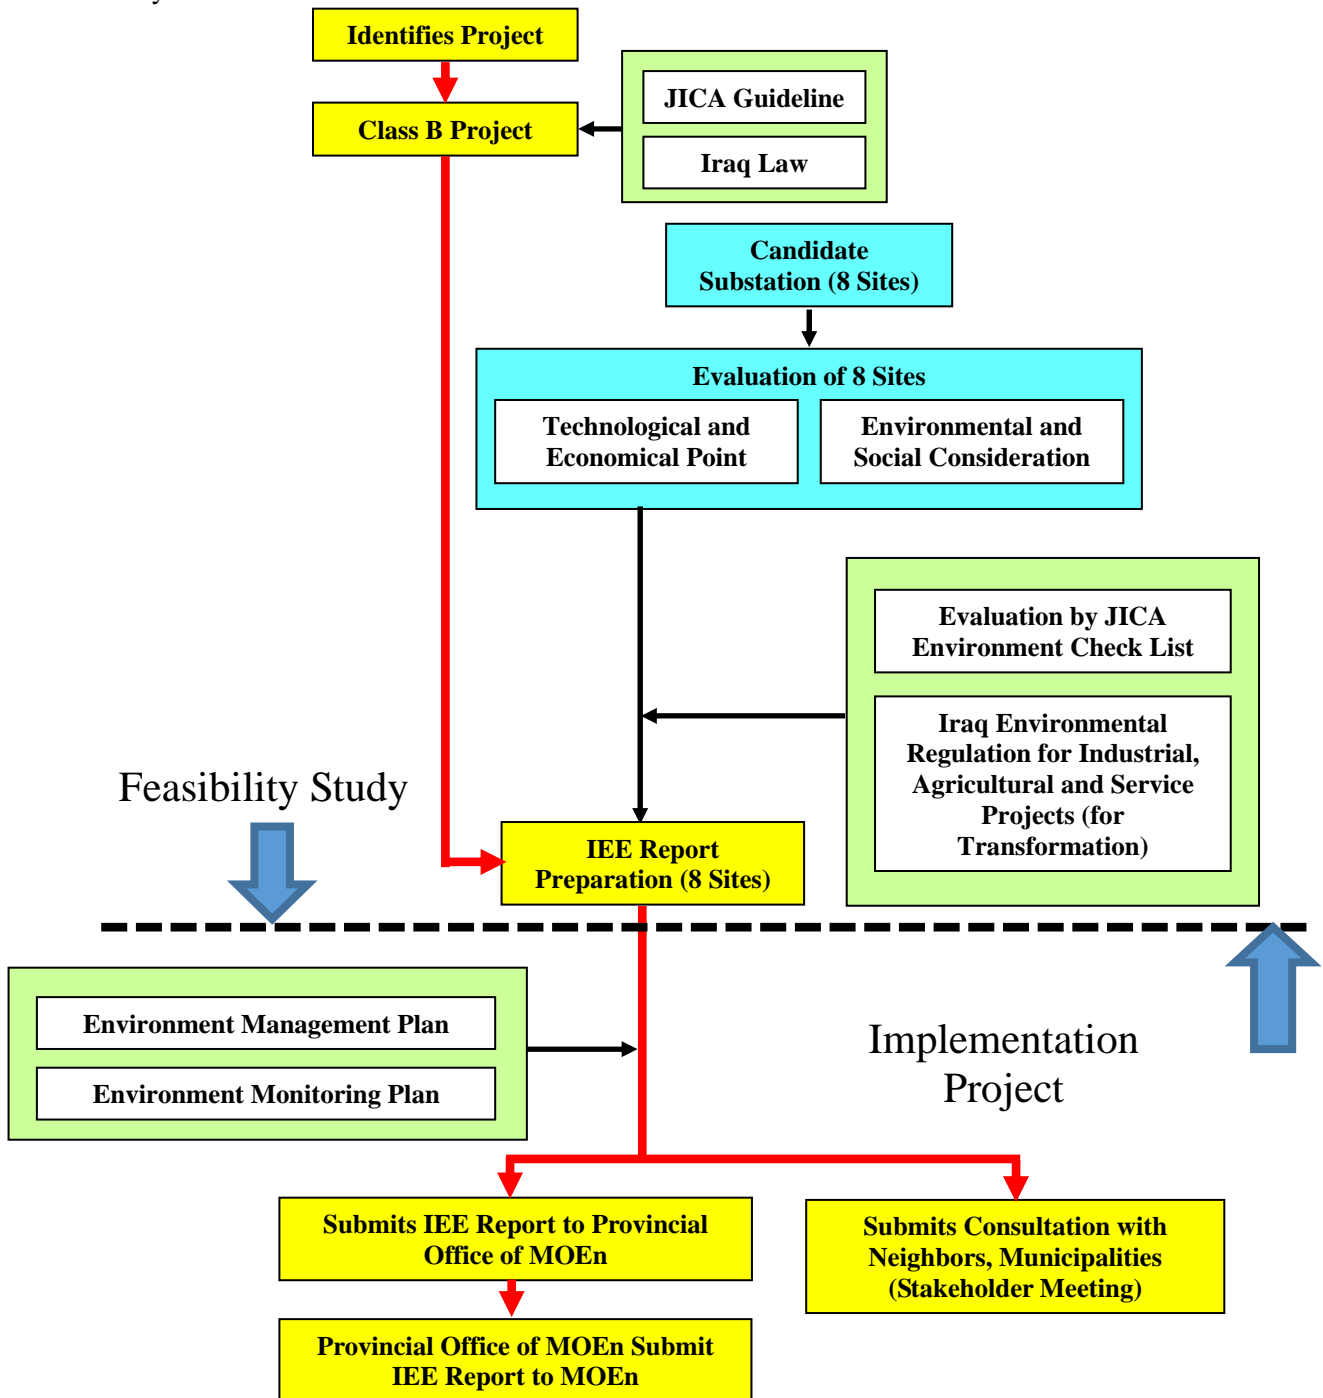 Identifies Project
JICA Guideline
Class B Project
Iraq Law
Candidate
Substation (8 Sites)
Evaluation of 8 Sites
Technological and
Economical Point
Environmental and
Social Consideration
Evaluation by JICA
Environment Check List
Iraq Environmental
Regulation for Industrial,
Agricultural and Service
Projects (for
Transformation)
Feasibility Study
IEE Report
Preparation (8 Sites)
Environment Management Plan
Environment Monitoring Plan
Implementation
Project
Submits IEE Report to Provincial
Office of MOEn
Submits Consultation with
Neighbors, Municipalities
(Stakeholder Meeting)
Provincial Office of MOEn Submit
IEE Report to MOEn